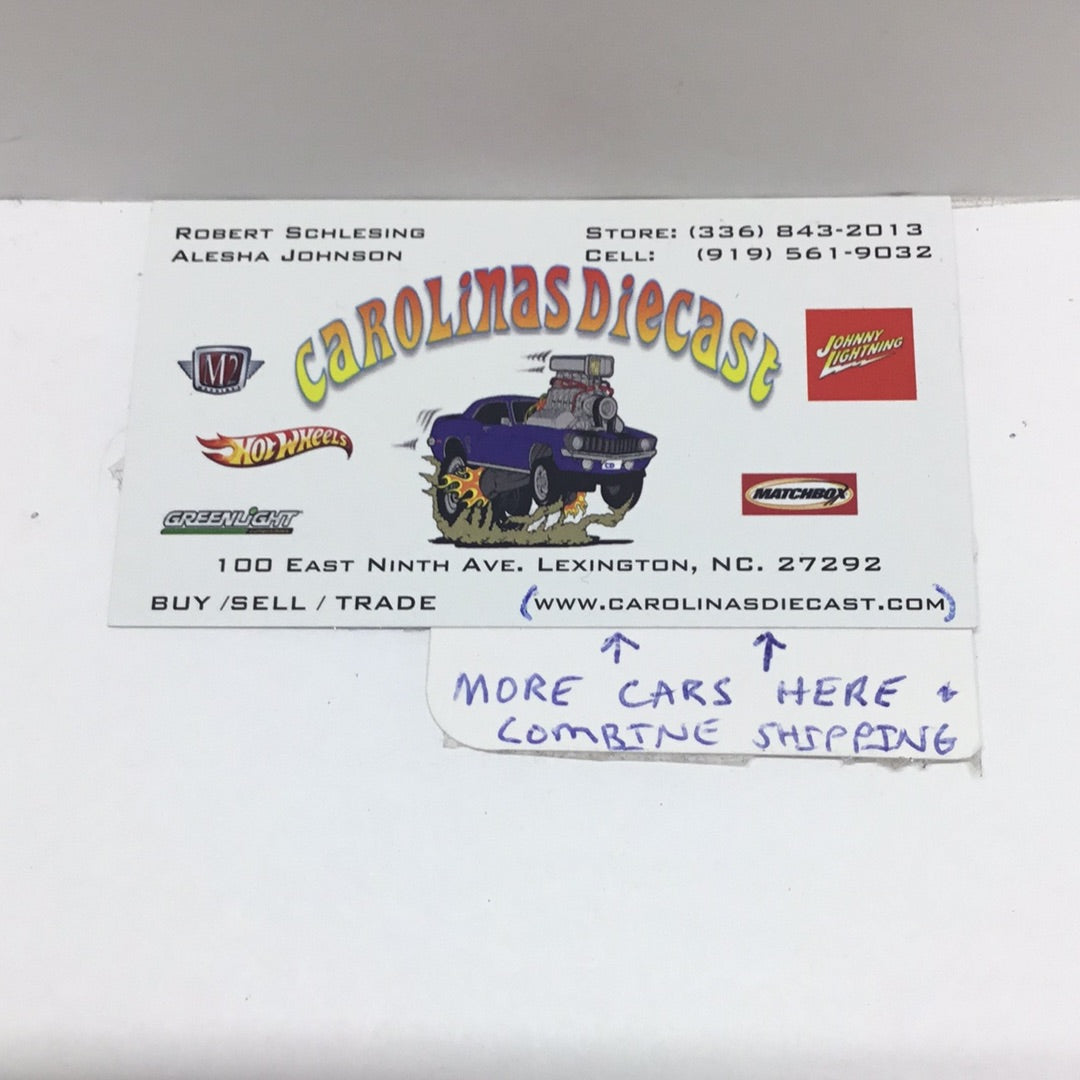 ROBERT SCHLESING
ALESHA JOHNSON
STORE: (336) 843-2013
CELL: (919) 561-9032
CAROLINAS DIECAST
M2
JOHNNY
LIGHTNING
HOT WHEELS
CD
MATCHBOX
GREENLIGHT
100 EAST NINTH AVE. LEXINGTON, NC. 27292
BUY /SELL / TRADE
(WWW.CAROLINASDIECAST.COM)
MORE CARS HERE +
COMBINE SHIPPING